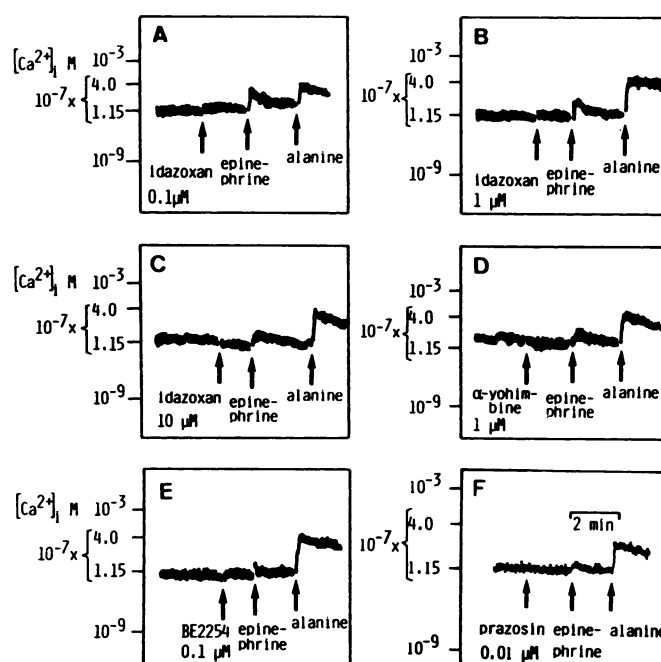 A
[Ca2+]i M 10-3
10-7x { 4.0
1.15
10-9
idazoxan epine-phrine alanine
0.1µM
B
10-3
10-7x { 4.0
1.15
10-9
idazoxan epine-phrine alanine
1 µM
C
[Ca2+]i M 10-3
10-7x { 4.0
1.15
10-9
idazoxan epine-phrine alanine
10 µM
D
10-3
10-7x { 4.0
1.15
10-9
α-yohim-bine epine-phrine alanine
1 µM
E
[Ca2+]i M 10-3
10-7x { 4.0
1.15
10-9
BE2254 epine-phrine alanine
0.1 µM
F
10-3
10-7x { 4.0
1.15
10-9
2 min
prazosin epine-phrine alanine
0.01 µM